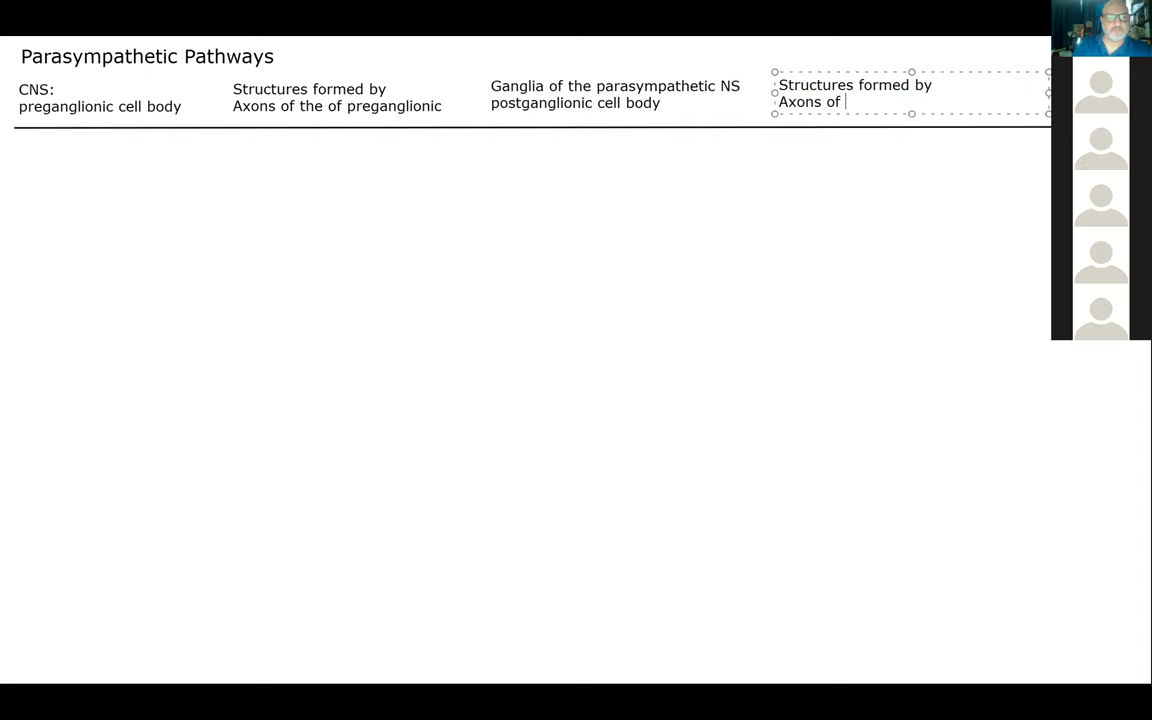 Parasympathetic Pathways
CNS:
preganglionic cell body
Structures formed by
Axons of the of preganglionic
Ganglia of the parasympathetic NS
postganglionic cell body
Structures formed by
Axons of